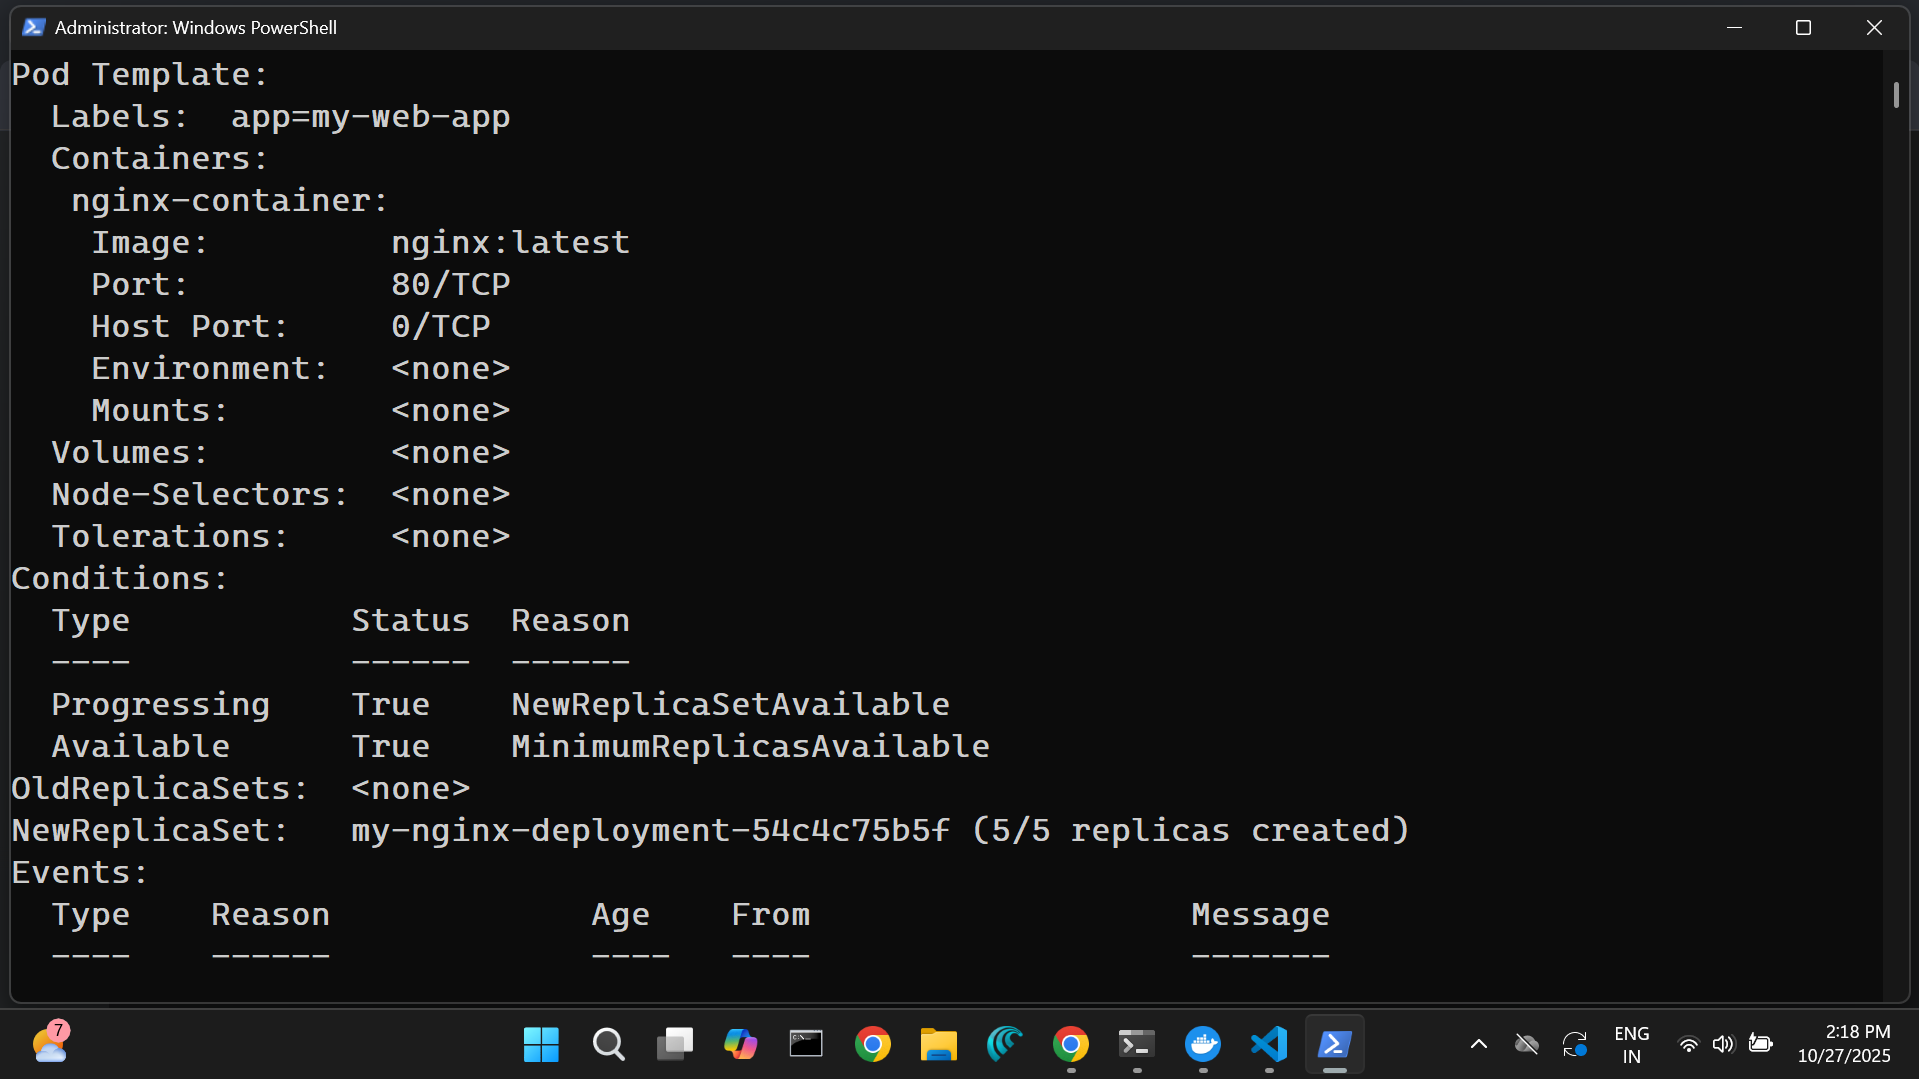 Administrator: Windows PowerShell
Pod Template:
  Labels:  app=my-web-app
  Containers:
   nginx-container:
    Image:         nginx:latest
    Port:          80/TCP
    Host Port:     0/TCP
    Environment:   <none>
    Mounts:        <none>
  Volumes:         <none>
  Node-Selectors:  <none>
  Tolerations:     <none>
Conditions:
  Type           Status  Reason
  ----           ------  ------
  Progressing    True    NewReplicaSetAvailable
  Available      True    MinimumReplicasAvailable
OldReplicaSets:  <none>
NewReplicaSet:   my-nginx-deployment-54c4c75b5f (5/5 replicas created)
Events:
  Type    Reason             Age    From                   Message
  ----    ------             ----   ----                   -------
7
ENG
IN
2:18 PM
10/27/2025